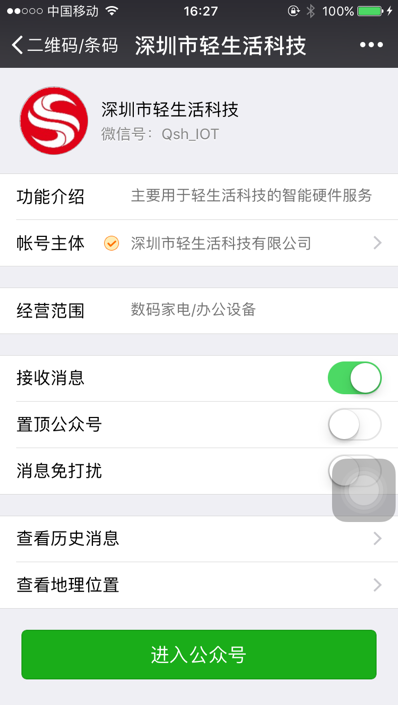 中国移动 16:27 100%
二维码/条码 深圳市轻生活科技
深圳市轻生活科技
微信号：Qsh_IOT
功能介绍 主要用于轻生活科技的智能硬件服务
帐号主体 深圳市轻生活科技有限公司
经营范围 数码家电/办公设备
接收消息
置顶公众号
消息免打扰
查看历史消息
查看地理位置
进入公众号